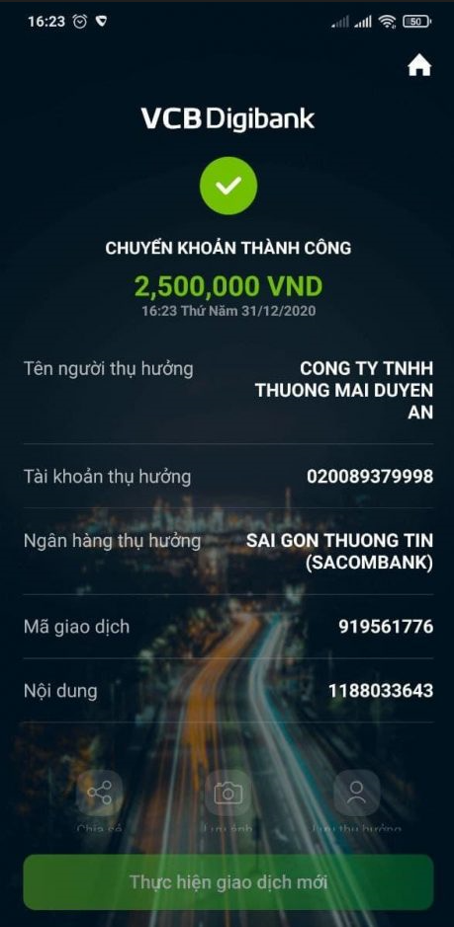 16:23
50
VCB Digibank
CHUYỂN KHOẢN THÀNH CÔNG
2,500,000 VND
16:23 Thứ Năm 31/12/2020
Tên người thụ hưởng
CONG TY TNHH
THUONG MAI DUYEN
AN
Tài khoản thụ hưởng
020089379998
Ngân hàng thụ hưởng
SAI GON THUONG TIN
(SACOMBANK)
Mã giao dịch
919561776
Nội dung
1188033643
Chia sẻ
Lưu ảnh
Lưu thụ hưởng
Thực hiện giao dịch mới